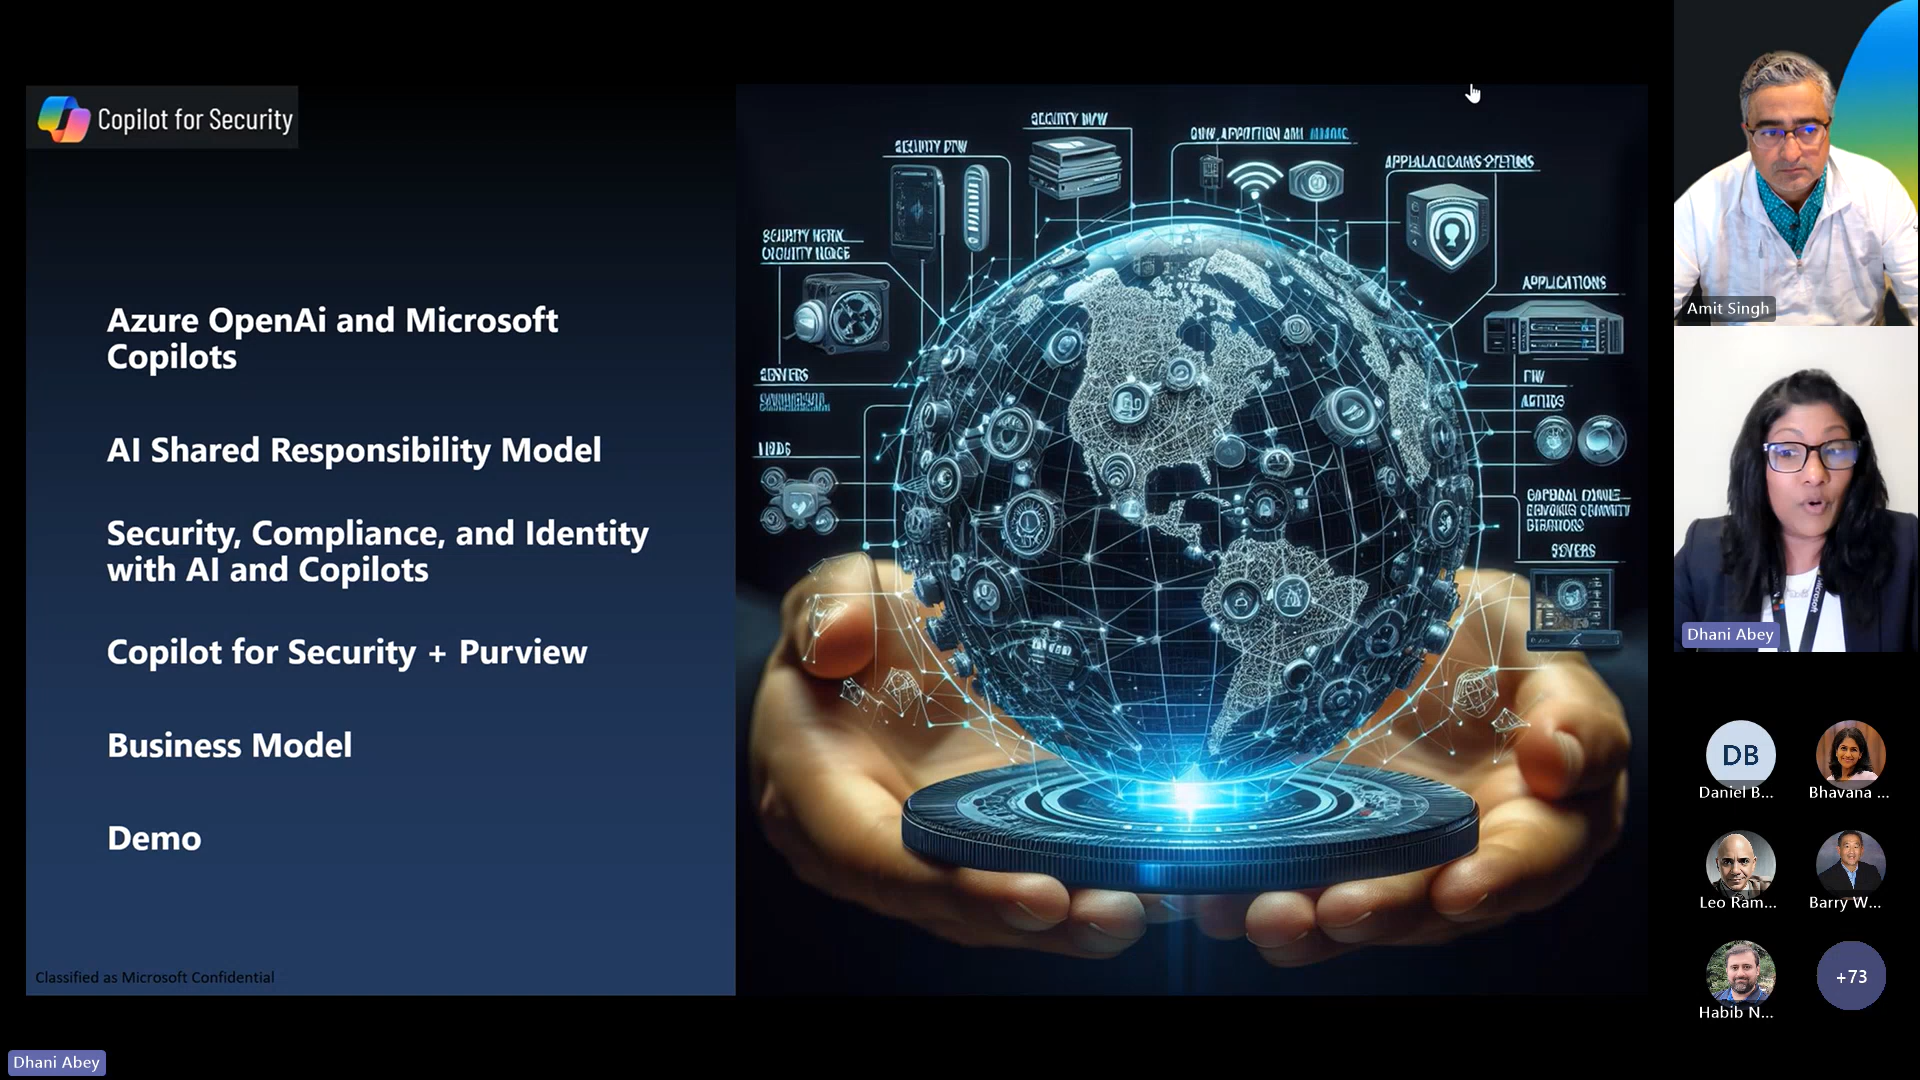 Copilot for Security
Azure OpenAi and Microsoft
Copilots
AI Shared Responsibility Model
Security, Compliance, and Identity
with AI and Copilots
Copilot for Security + Purview
Business Model
Demo
Classified as Microsoft Confidential
APPLICATIONS
Amit Singh
Dhani Abey
Microsoft
DB
Daniel B...
Bhavana ...
Leo Ram...
Barry W...
Habib N...
+73
Dhani Abey